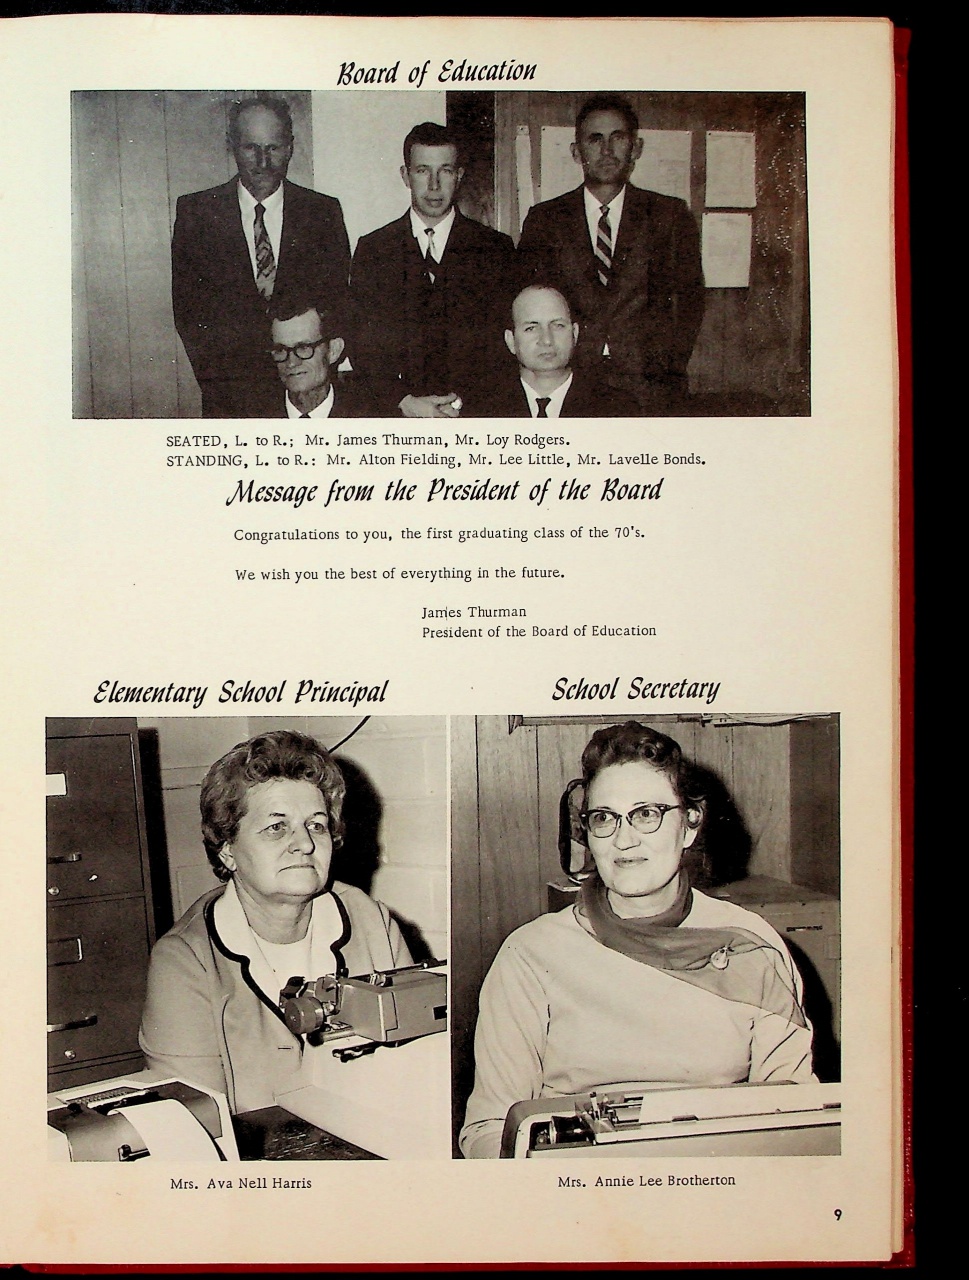 Board of Education
SEATED, L. to R.; Mr. James Thurman, Mr. Loy Rodgers.
STANDING, L. to R.: Mr. Alton Fielding, Mr. Lee Little, Mr. Lavelle Bonds.
Message from the President of the Board
Congratulations to you, the first graduating class of the 70's.
We wish you the best of everything in the future.
James Thurman
President of the Board of Education
Elementary School Principal
School Secretary
Mrs. Ava Nell Harris
Mrs. Annie Lee Brotherton
9